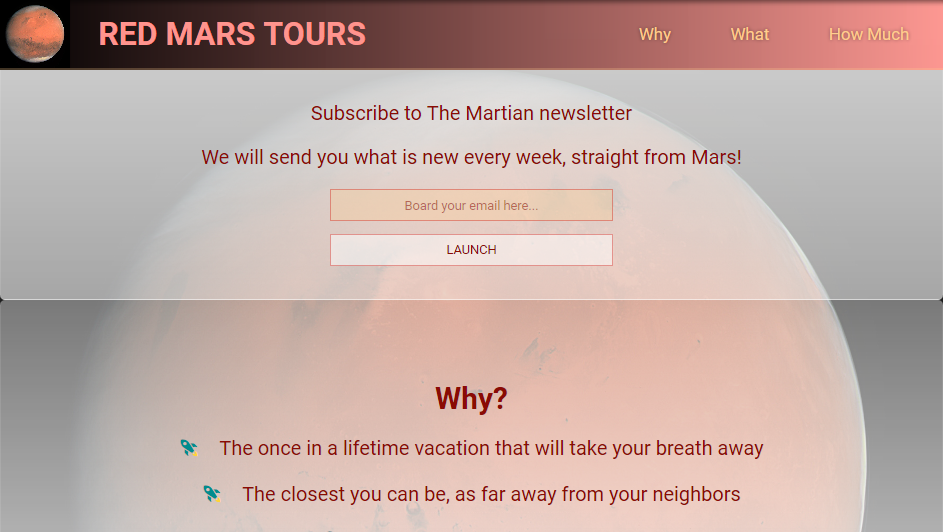 RED MARS TOURS
Why What How Much
Subscribe to The Martian newsletter
We will send you what is new every week, straight from Mars!
Board your email here...
LAUNCH
Why?
The once in a lifetime vacation that will take your breath away
The closest you can be, as far away from your neighbors